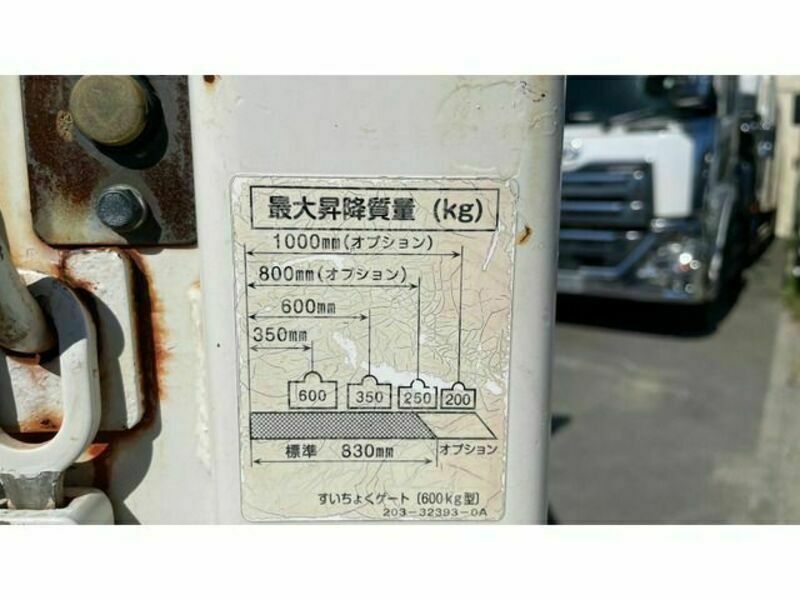 最大昇降質量 (kg)
1000mm(オプション)
800mm(オプション)
600mm
350mm
600 350 250 200
標準 830mm オプション
すいちょくゲート〔600kg型〕
203-32393-0A